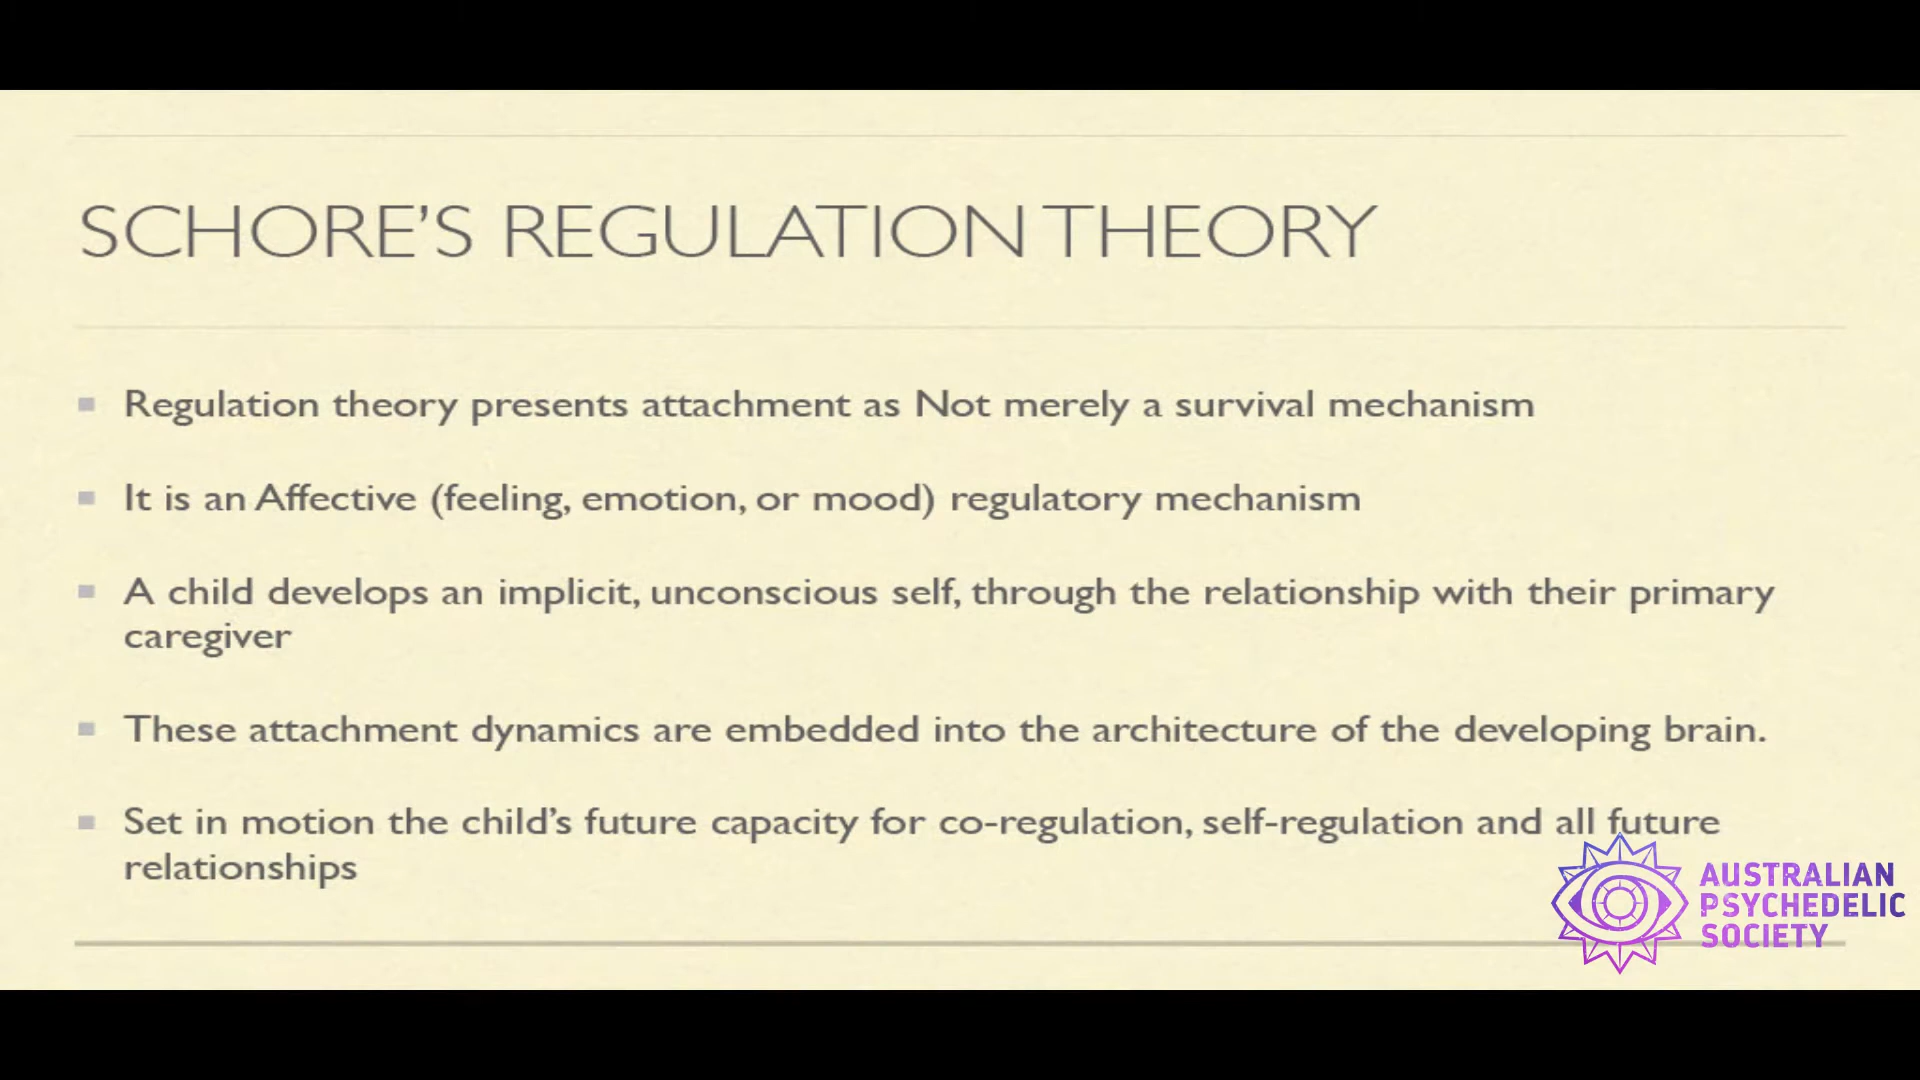 SCHORE'S REGULATION THEORY
Regulation theory presents attachment as Not merely a survival mechanism
It is an Affective (feeling, emotion, or mood) regulatory mechanism
A child develops an implicit, unconscious self, through the relationship with their primary
caregiver
These attachment dynamics are embedded into the architecture of the developing brain.
Set in motion the child's future capacity for co-regulation, self-regulation and all future
relationships
AUSTRALIAN
PSYCHEDELIC
SOCIETY